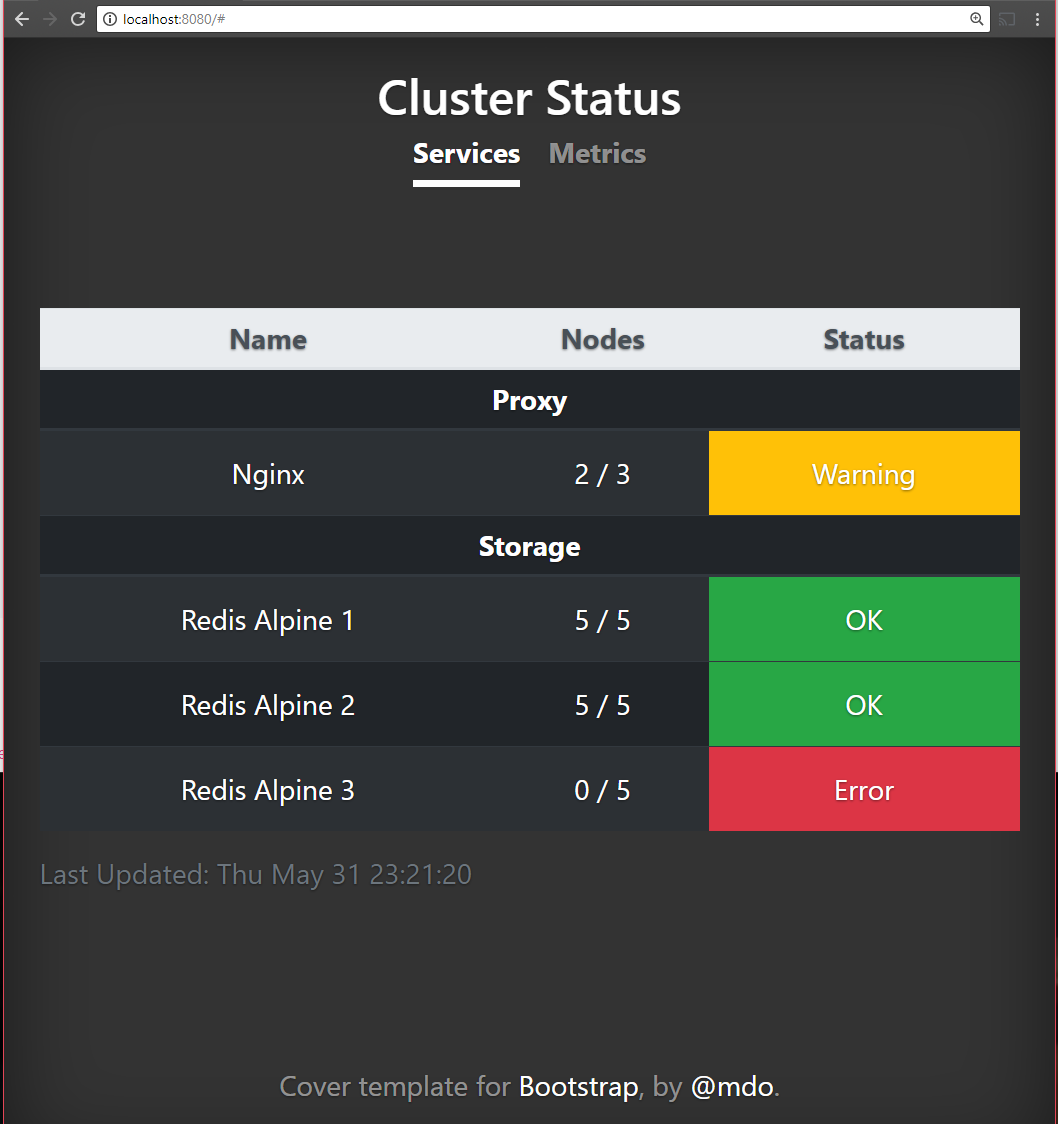 localhost:8080/#
Cluster Status
Services Metrics
Name Nodes Status
Proxy
Nginx 2 / 3 Warning
Storage
Redis Alpine 1 5 / 5 OK
Redis Alpine 2 5 / 5 OK
Redis Alpine 3 0 / 5 Error
Last Updated: Thu May 31 23:21:20
Cover template for Bootstrap, by @mdo.